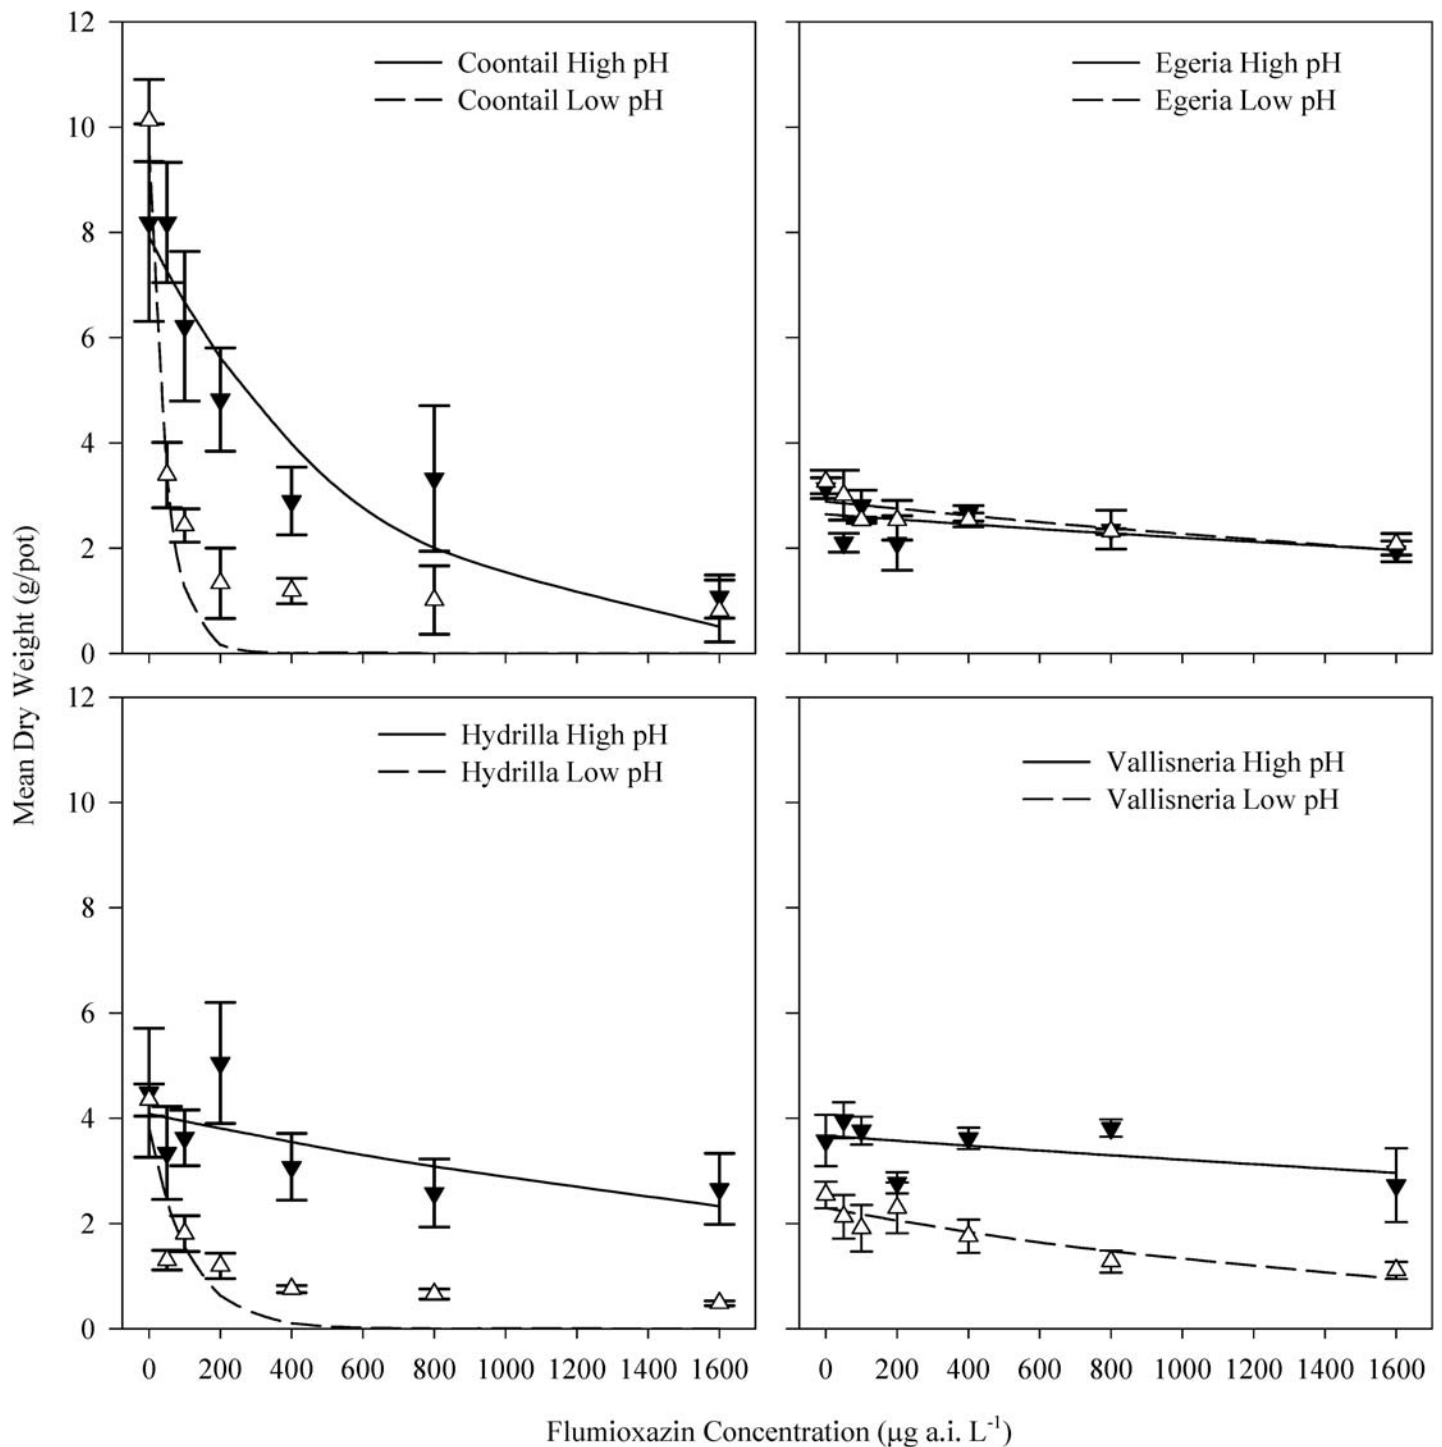 12
10
8
6
4
2
0
Coontail High pH
Coontail Low pH
Egeria High pH
Egeria Low pH
Mean Dry Weight (g/pot)
12
10
8
6
4
2
0
Hydrilla High pH
Hydrilla Low pH
Vallisneria High pH
Vallisneria Low pH
0 200 400 600 800 1000 1200 1400 1600
0 200 400 600 800 1000 1200 1400 1600
Flumioxazin Concentration (µg a.i. L⁻¹)